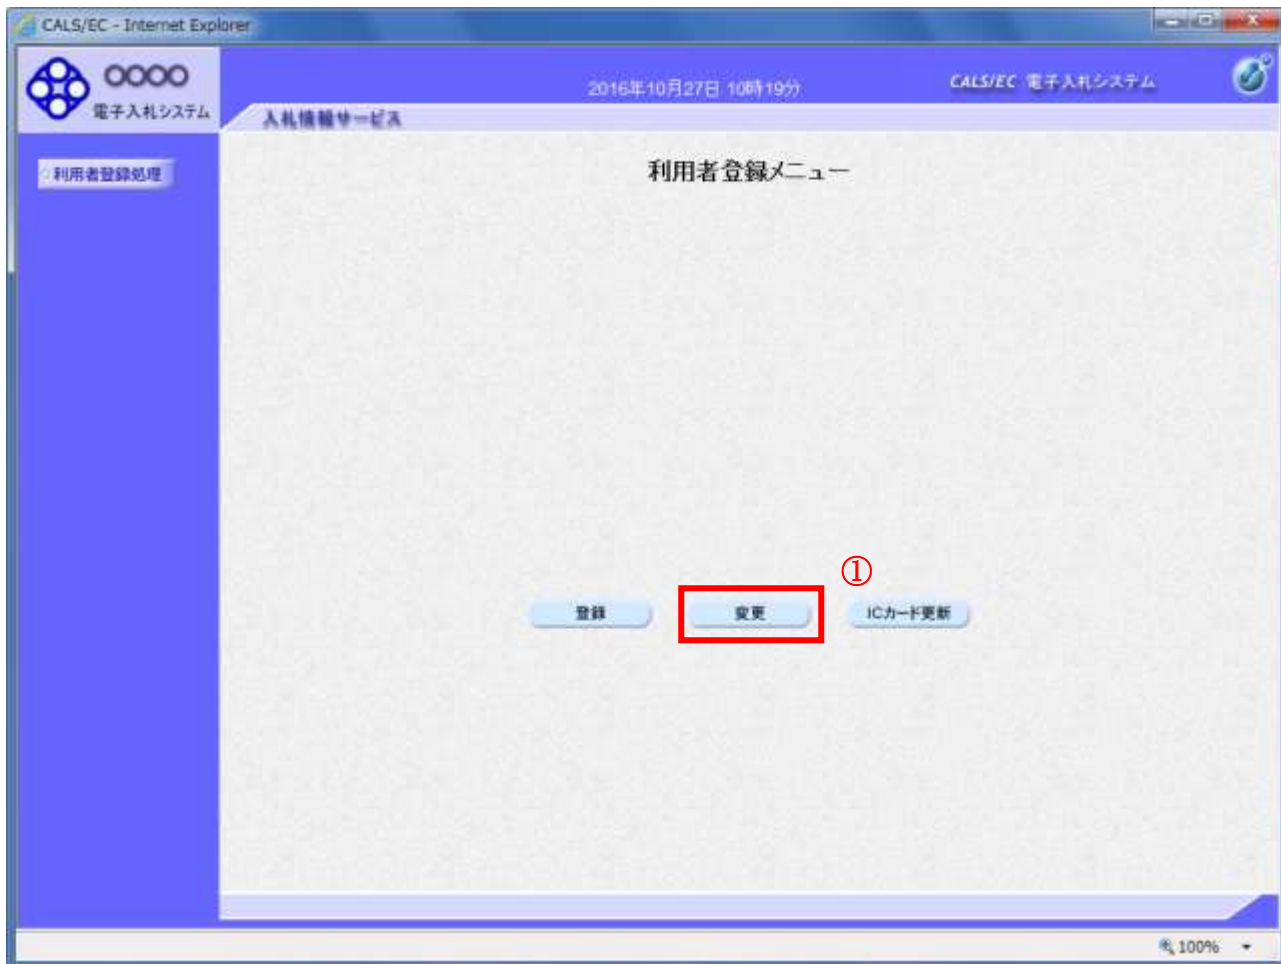 CALS/EC - Internet Explorer
○○○○
電子入札システム
2016年10月27日 10時19分
CALS/EC 電子入札システム
入札情報サービス
利用者登録処理
利用者登録メニュー
①
登録
変更
ICカード更新
100%